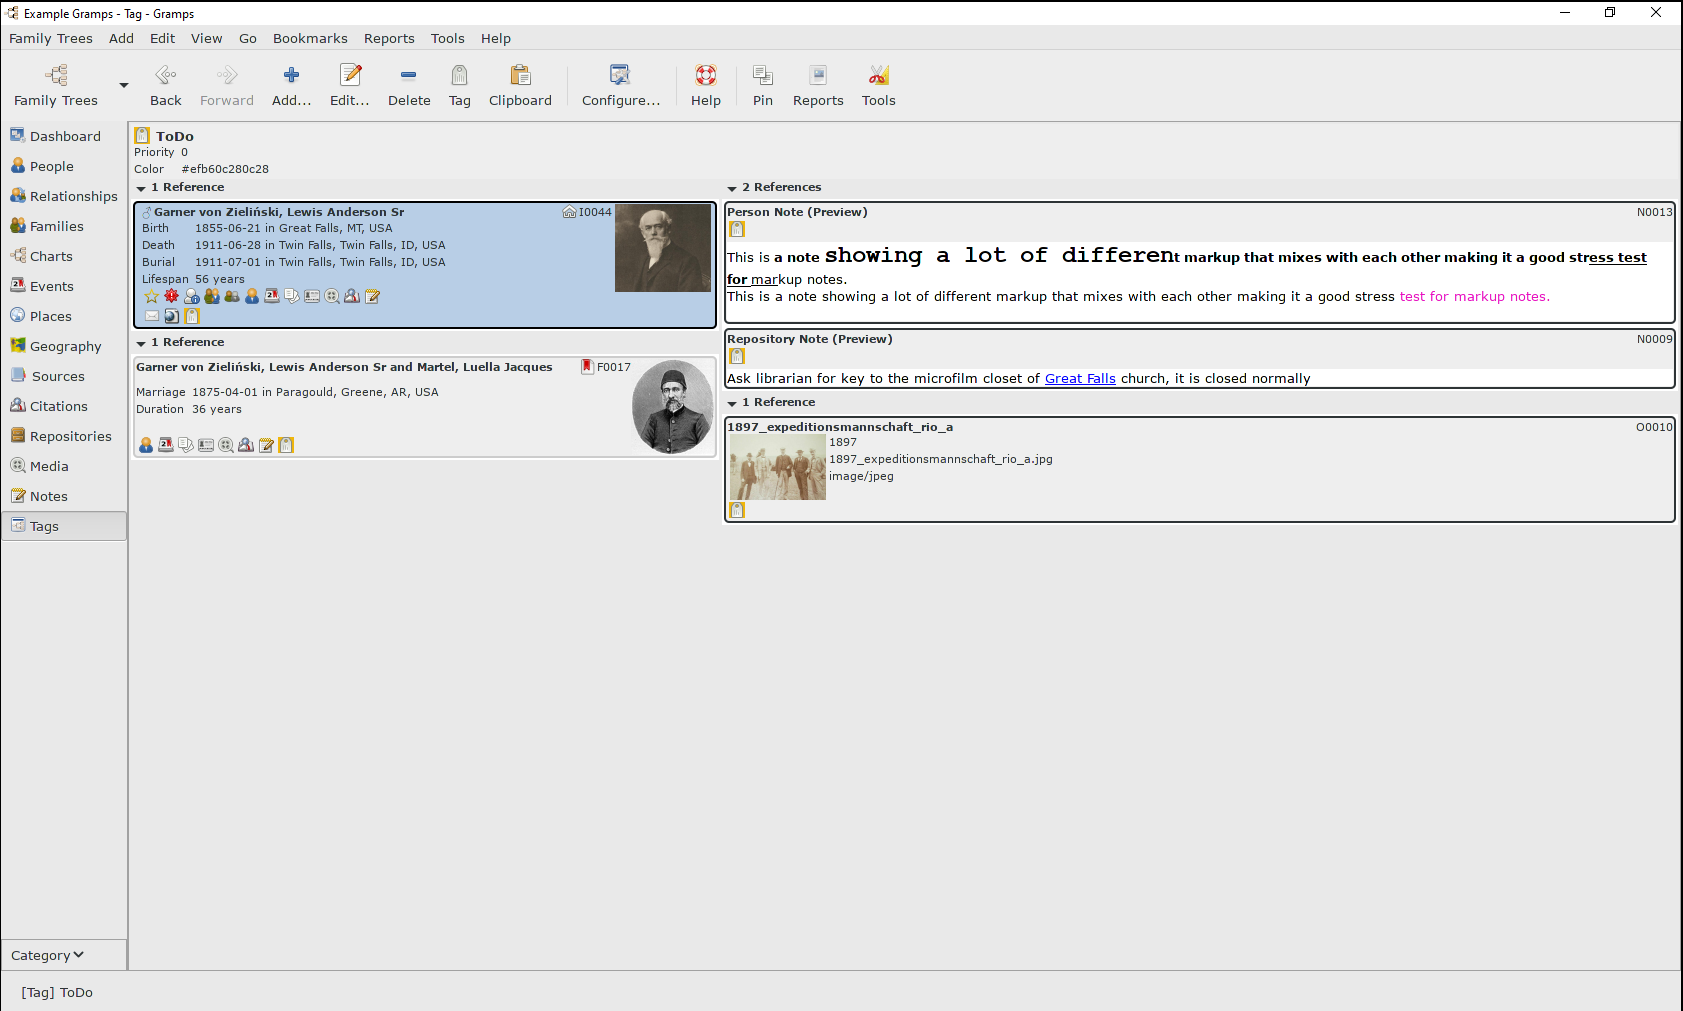 Example Gramps - Tag - Gramps
Family Trees Add Edit View Go Bookmarks Reports Tools Help
Family Trees Back Forward Add... Edit... Delete Tag Clipboard Configure... Help Pin Reports Tools
Dashboard
People
Relationships
Families
Charts
Events
Places
Geography
Sources
Citations
Repositories
Media
Notes
Tags
Category
ToDo
Priority 0
Color #efb60c280c28
1 Reference
Garner von Zieliński, Lewis Anderson Sr I0044
Birth 1855-06-21 in Great Falls, MT, USA
Death 1911-06-28 in Twin Falls, Twin Falls, ID, USA
Burial 1911-07-01 in Twin Falls, Twin Falls, ID, USA
Lifespan 56 years
1 Reference
Garner von Zieliński, Lewis Anderson Sr and Martel, Luella Jacques F0017
Marriage 1875-04-01 in Paragould, Greene, AR, USA
Duration 36 years
2 References
Person Note (Preview) N0013
This is a note showing a lot of different markup that mixes with each other making it a good stress test
for markup notes.
This is a note showing a lot of different markup that mixes with each other making it a good stress test for markup notes.
Repository Note (Preview) N0009
Ask librarian for key to the microfilm closet of Great Falls church, it is closed normally
1 Reference
1897_expeditionsmannschaft_rio_a O0010
1897
1897_expeditionsmannschaft_rio_a.jpg
image/jpeg
[Tag] ToDo